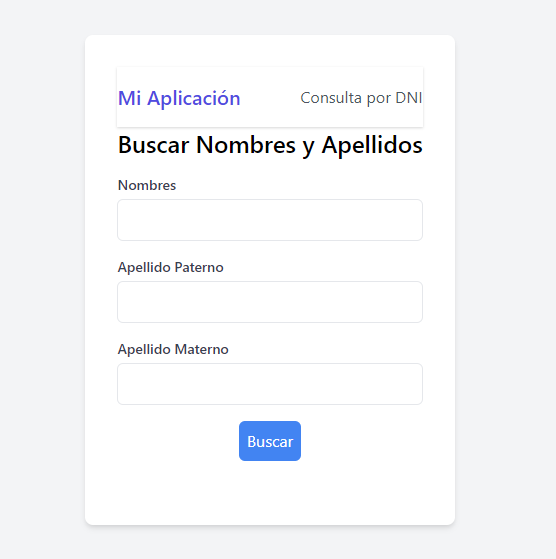 Mi Aplicación Consulta por DNI
Buscar Nombres y Apellidos
Nombres
Apellido Paterno
Apellido Materno
Buscar